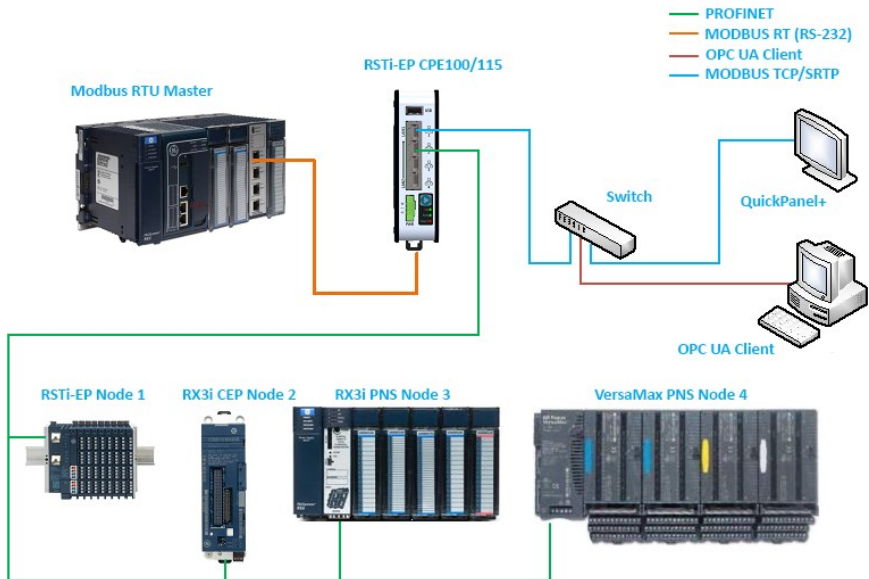 PROFINET
MODBUS RT (RS-232)
OPC UA Client
MODBUS TCP/SRTP
RSTi-EP CPE100/115
Modbus RTU Master
Switch
QuickPanel+
OPC UA Client
RSTi-EP Node 1
RX3i CEP Node 2
RX3i PNS Node 3
VersaMax PNS Node 4